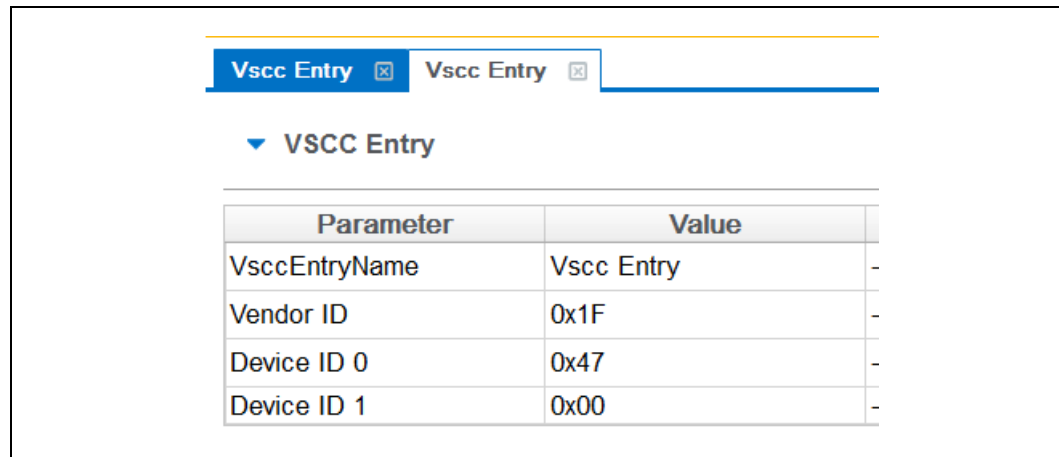 Vscc Entry Vscc Entry
VSCC Entry
Parameter Value
VsccEntryName Vscc Entry
Vendor ID 0x1F
Device ID 0 0x47
Device ID 1 0x00